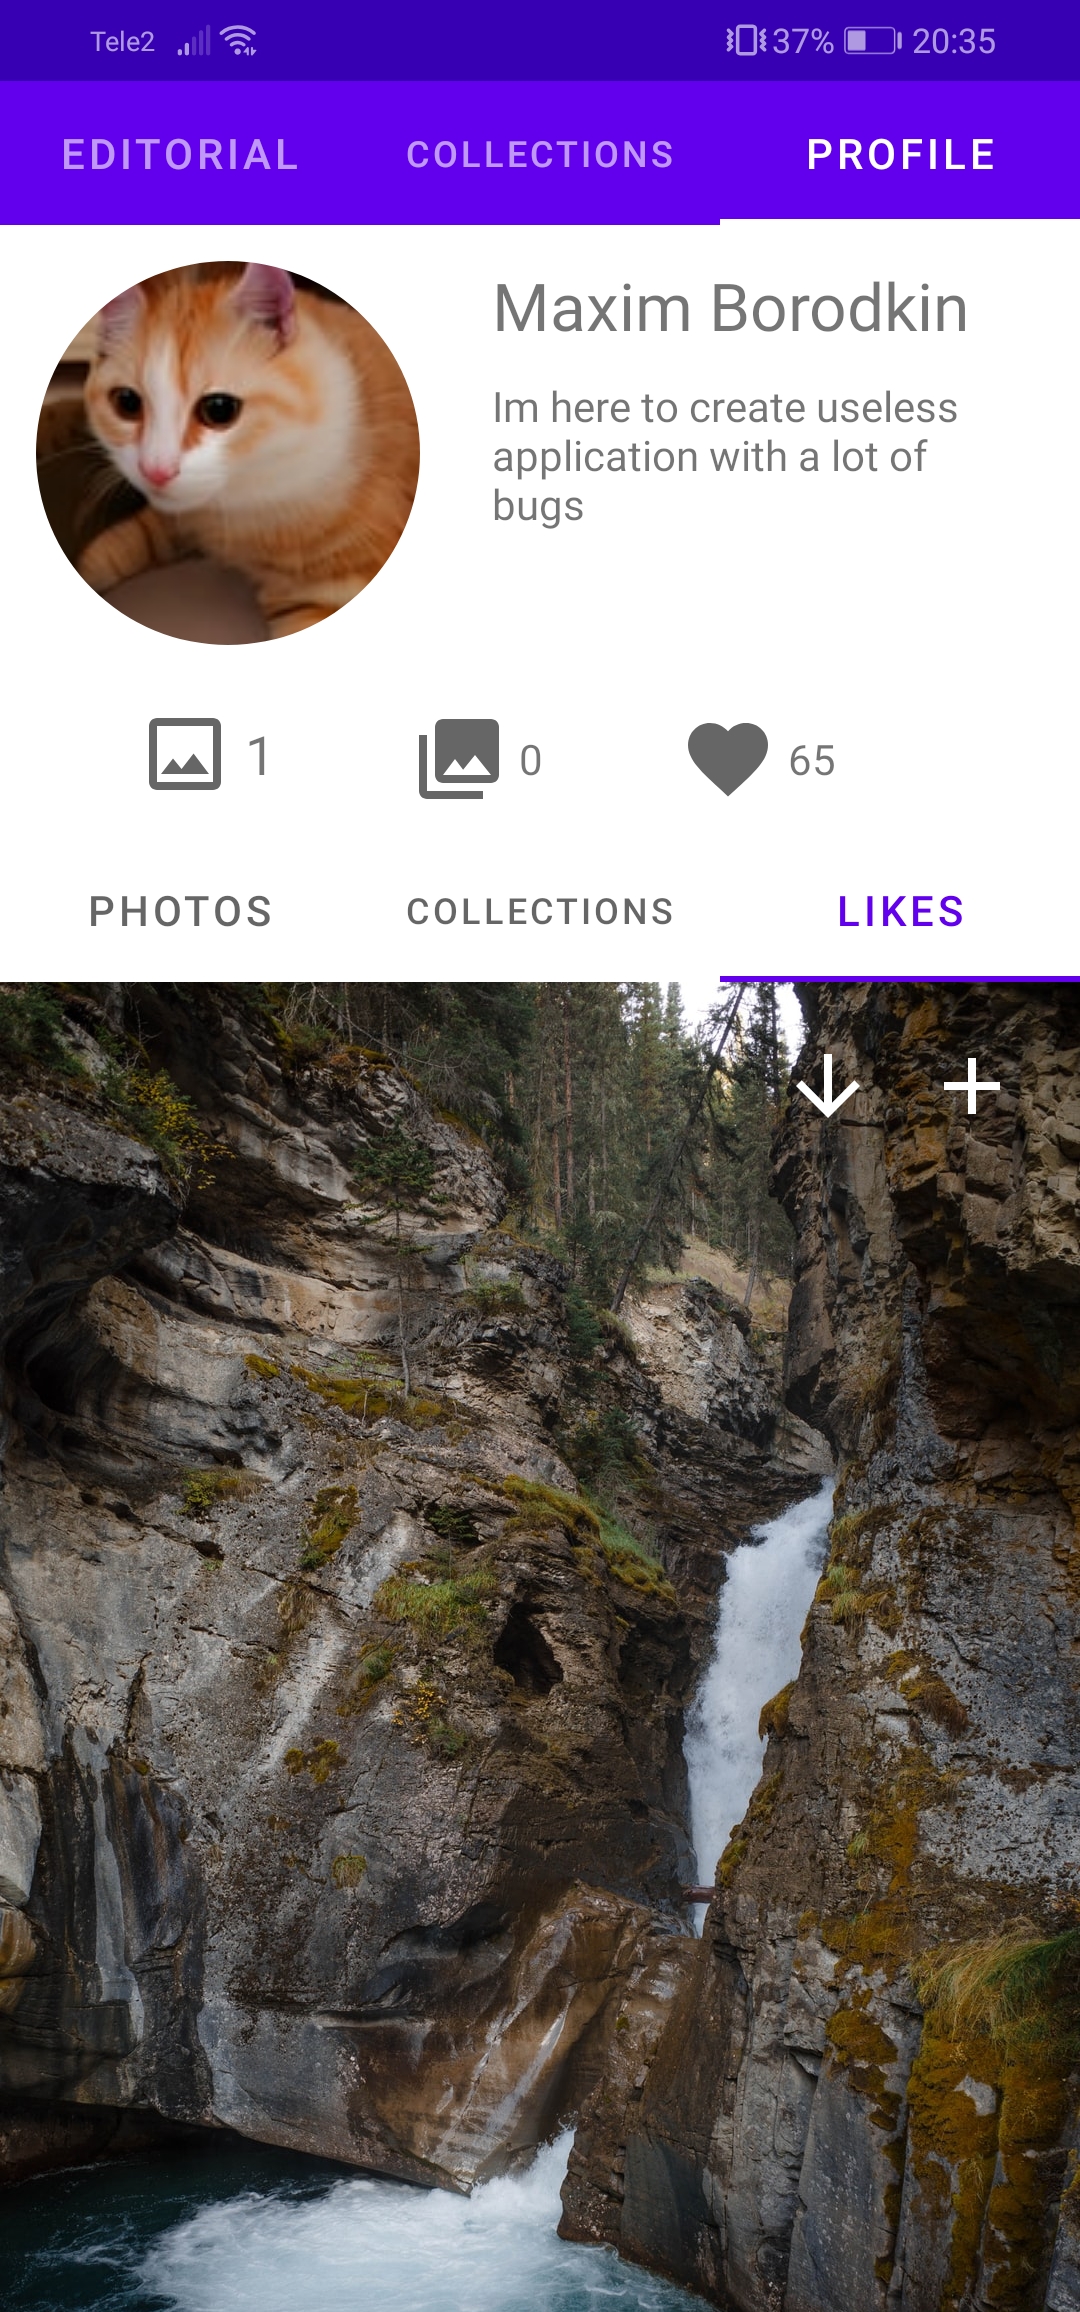 Tele2 37% 20:35
EDITORIAL COLLECTIONS PROFILE
Maxim Borodkin
Im here to create useless
application with a lot of
bugs
1 0 65
PHOTOS COLLECTIONS LIKES